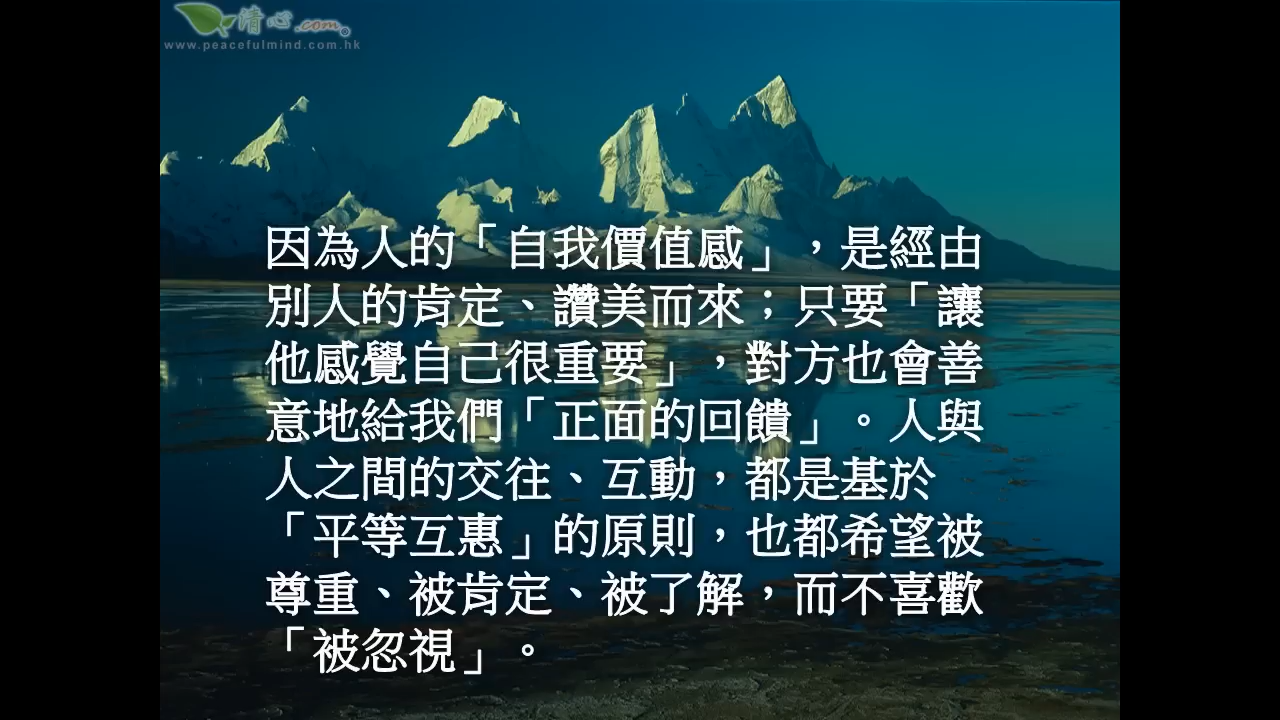 清心.com
www.peacefulmind.com.hk
因為人的「自我價值感」，是經由
別人的肯定、讚美而來；只要「讓
他感覺自己很重要」，對方也會善
意地給我們「正面的回饋」。人與
人之間的交往、互動，都是基於
「平等互惠」的原則，也都希望被
尊重、被肯定、被了解，而不喜歡
「被忽視」。